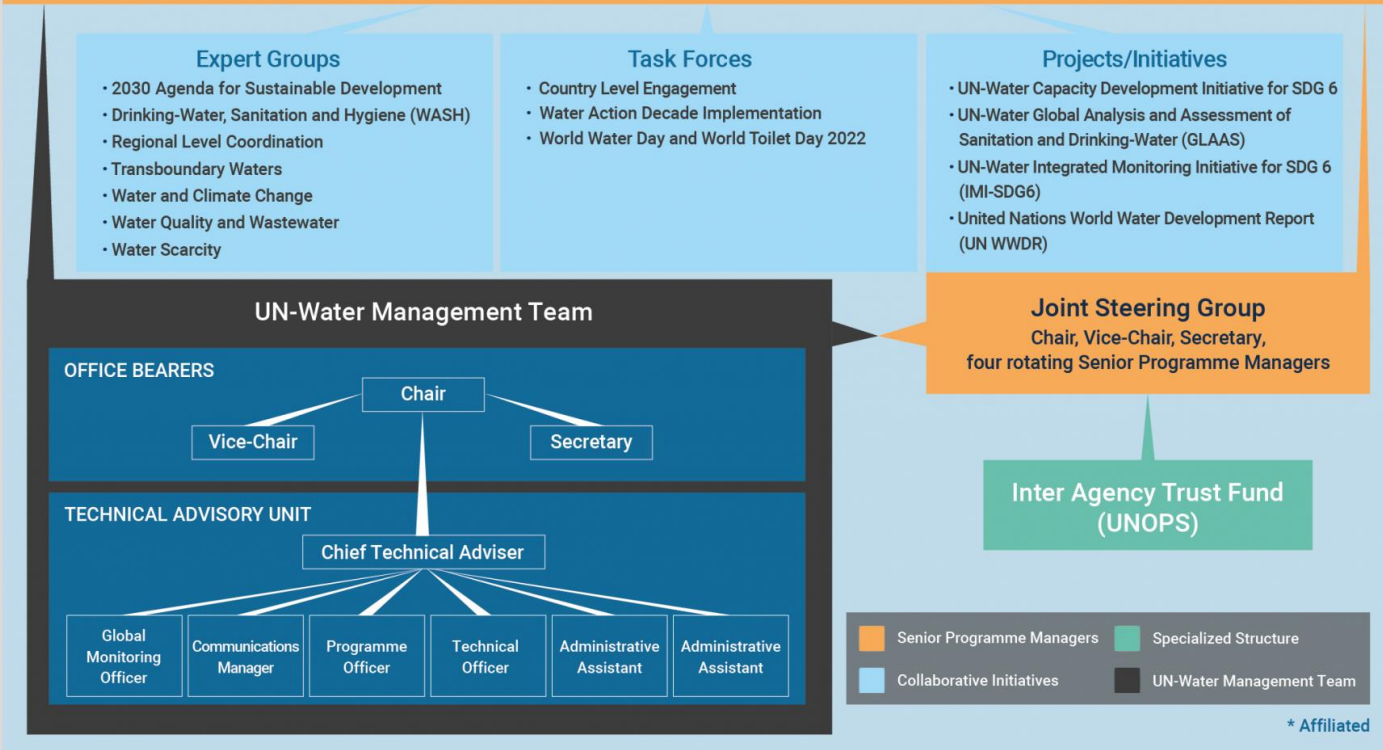 Expert Groups
· 2030 Agenda for Sustainable Development
· Drinking-Water, Sanitation and Hygiene (WASH)
· Regional Level Coordination
· Transboundary Waters
· Water and Climate Change
· Water Quality and Wastewater
· Water Scarcity
Task Forces
· Country Level Engagement
· Water Action Decade Implementation
· World Water Day and World Toilet Day 2022
Projects/Initiatives
· UN-Water Capacity Development Initiative for SDG 6
· UN-Water Global Analysis and Assessment of
Sanitation and Drinking-Water (GLAAS)
· UN-Water Integrated Monitoring Initiative for SDG 6
(IMI-SDG6)
· United Nations World Water Development Report
(UN WWDR)
UN-Water Management Team
OFFICE BEARERS
Chair
Vice-Chair
Secretary
TECHNICAL ADVISORY UNIT
Chief Technical Adviser
Global
Monitoring
Officer
Communications
Manager
Programme
Officer
Technical
Officer
Administrative
Assistant
Administrative
Assistant
Joint Steering Group
Chair, Vice-Chair, Secretary,
four rotating Senior Programme Managers
Inter Agency Trust Fund
(UNOPS)
Senior Programme Managers
Specialized Structure
Collaborative Initiatives
UN-Water Management Team
* Affiliated